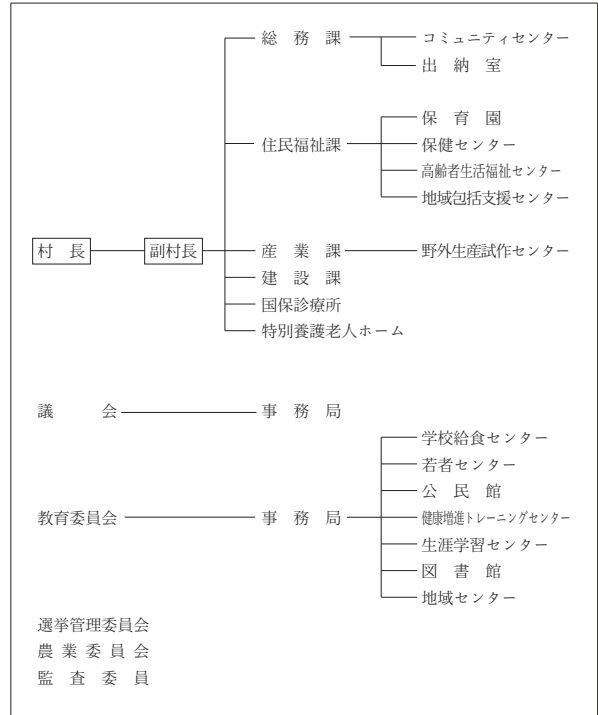 総務課 コミュニティセンター
出納室
保育園
住民福祉課 保健センター
高齢者生活福祉センター
地域包括支援センター
村長 副村長 産業課 野外生産試作センター
建設課
国保診療所
特別養護老人ホーム
議会 事務局
学校給食センター
若者センター
公民館
教育委員会 事務局 健康増進トレーニングセンター
生涯学習センター
図書館
地域センター
選挙管理委員会
農業委員会
監査委員